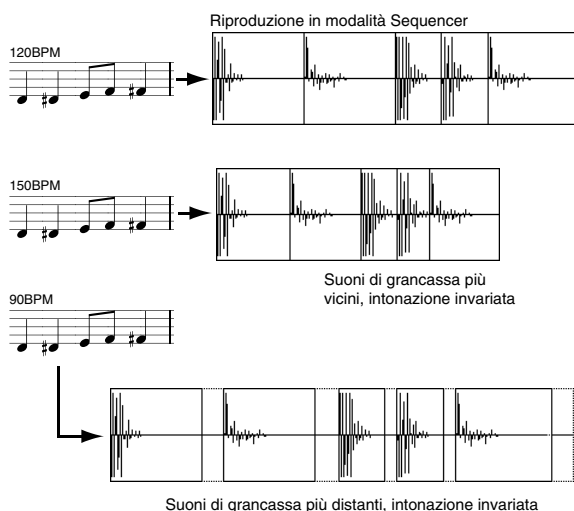 Riproduzione in modalità Sequencer
120BPM
150BPM
Suoni di grancassa più
vicini, intonazione invariata
90BPM
Suoni di grancassa più distanti, intonazione invariata